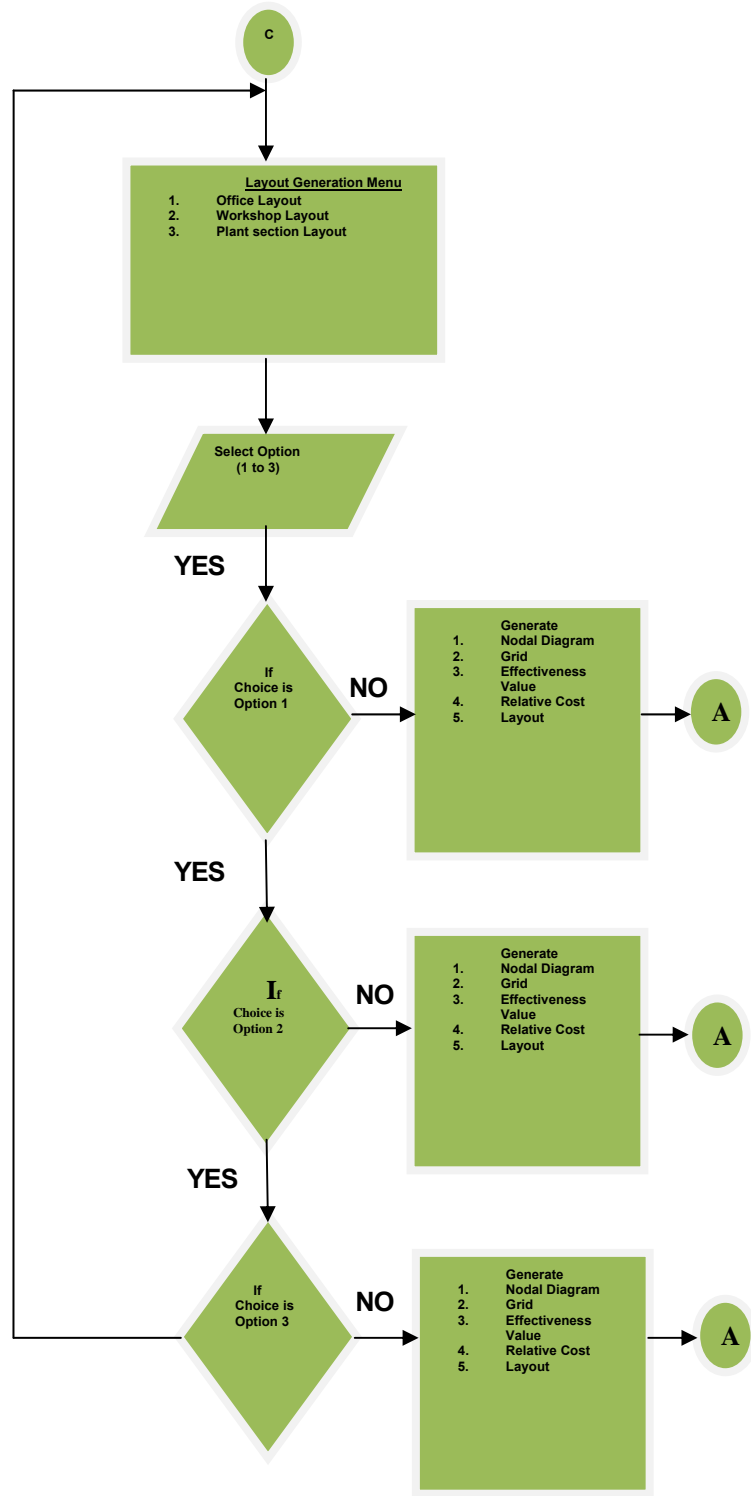 C
Layout Generation Menu
1. Office Layout
2. Workshop Layout
3. Plant section Layout
Select Option
(1 to 3)
YES
If
Choice is
Option 1
NO
Generate
1. Nodal Diagram
2. Grid
3. Effectiveness
Value
4. Relative Cost
5. Layout
A
YES
If
Choice is
Option 2
NO
Generate
1. Nodal Diagram
2. Grid
3. Effectiveness
Value
4. Relative Cost
5. Layout
A
YES
If
Choice is
Option 3
NO
Generate
1. Nodal Diagram
2. Grid
3. Effectiveness
Value
4. Relative Cost
5. Layout
A